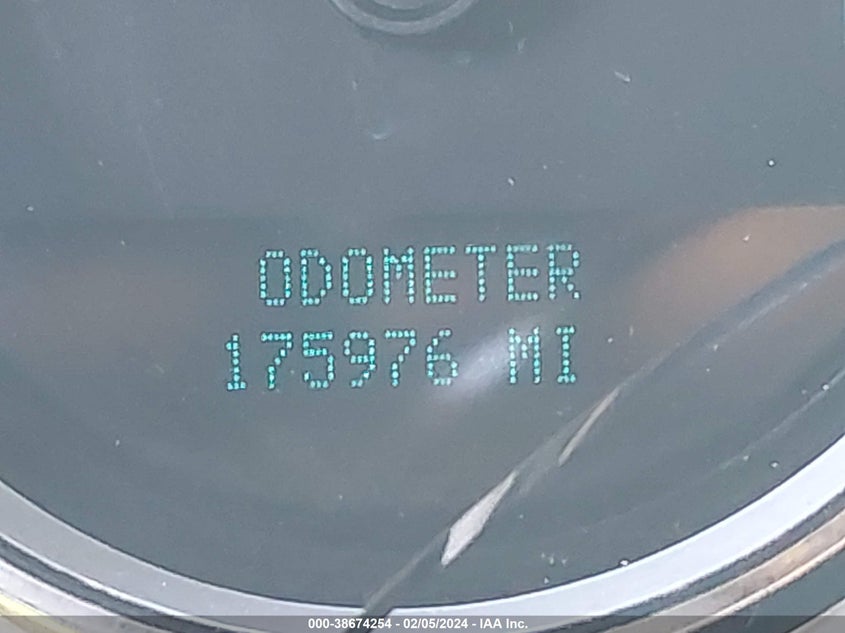 ODOMETER
175976 MI
000-38674254 - 02/05/2024 - IAA Inc.